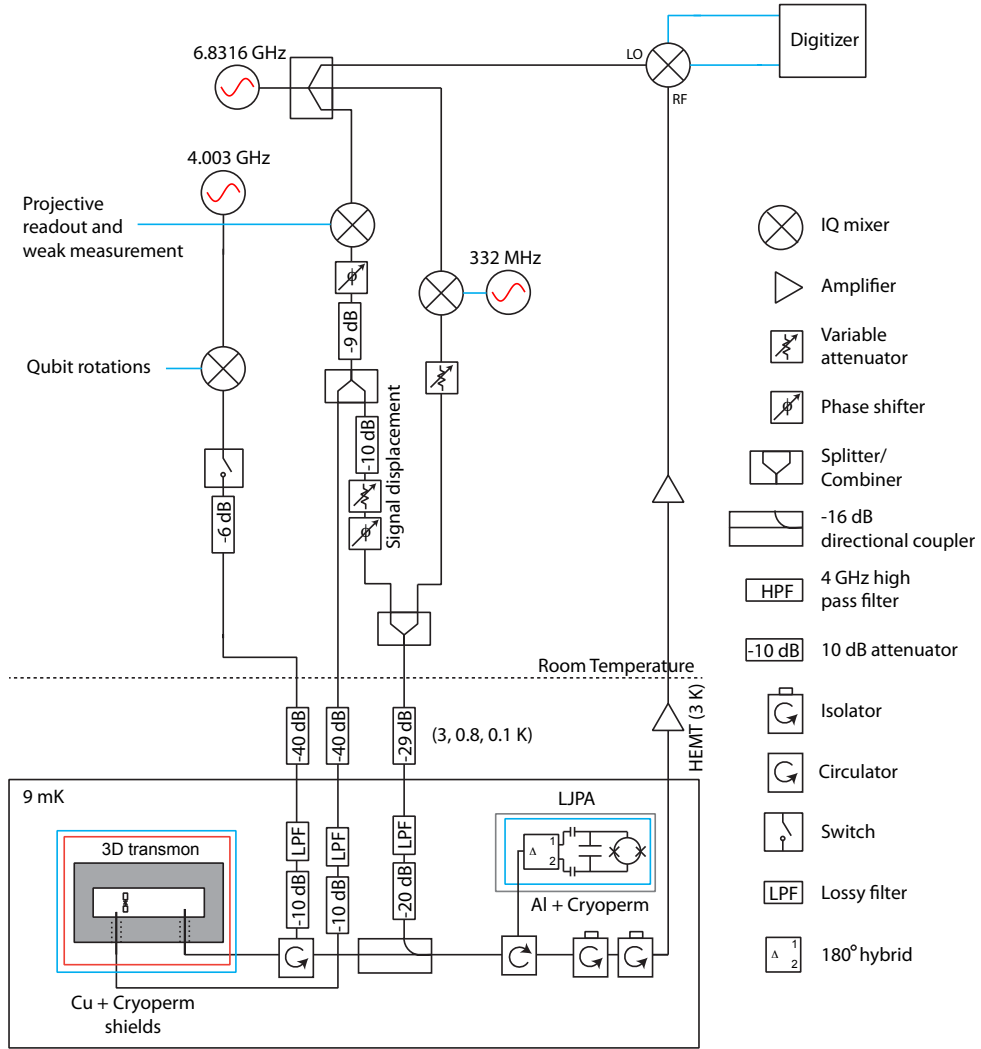 Digitizer
6.8316 GHz
LO
RF
4.003 GHz
Projective
readout and
weak measurement
332 MHz
ϕ
-9 dB
Qubit rotations
-10 dB
Signal displacement
ϕ
-6 dB
Room Temperature
-40 dB
-40 dB
-29 dB
(3, 0.8, 0.1 K)
HEMT (3 K)
9 mK
LJPA
3D transmon
LPF
LPF
LPF
Δ 1
2
-10 dB
-10 dB
-20 dB
Al + Cryoperm
Cu + Cryoperm
shields
IQ mixer
Amplifier
Variable
attenuator
ϕ
Phase shifter
Splitter/
Combiner
-16 dB
directional coupler
HPF
4 GHz high
pass filter
-10 dB
10 dB attenuator
Isolator
Circulator
Switch
LPF
Lossy filter
Δ 1
2
180° hybrid